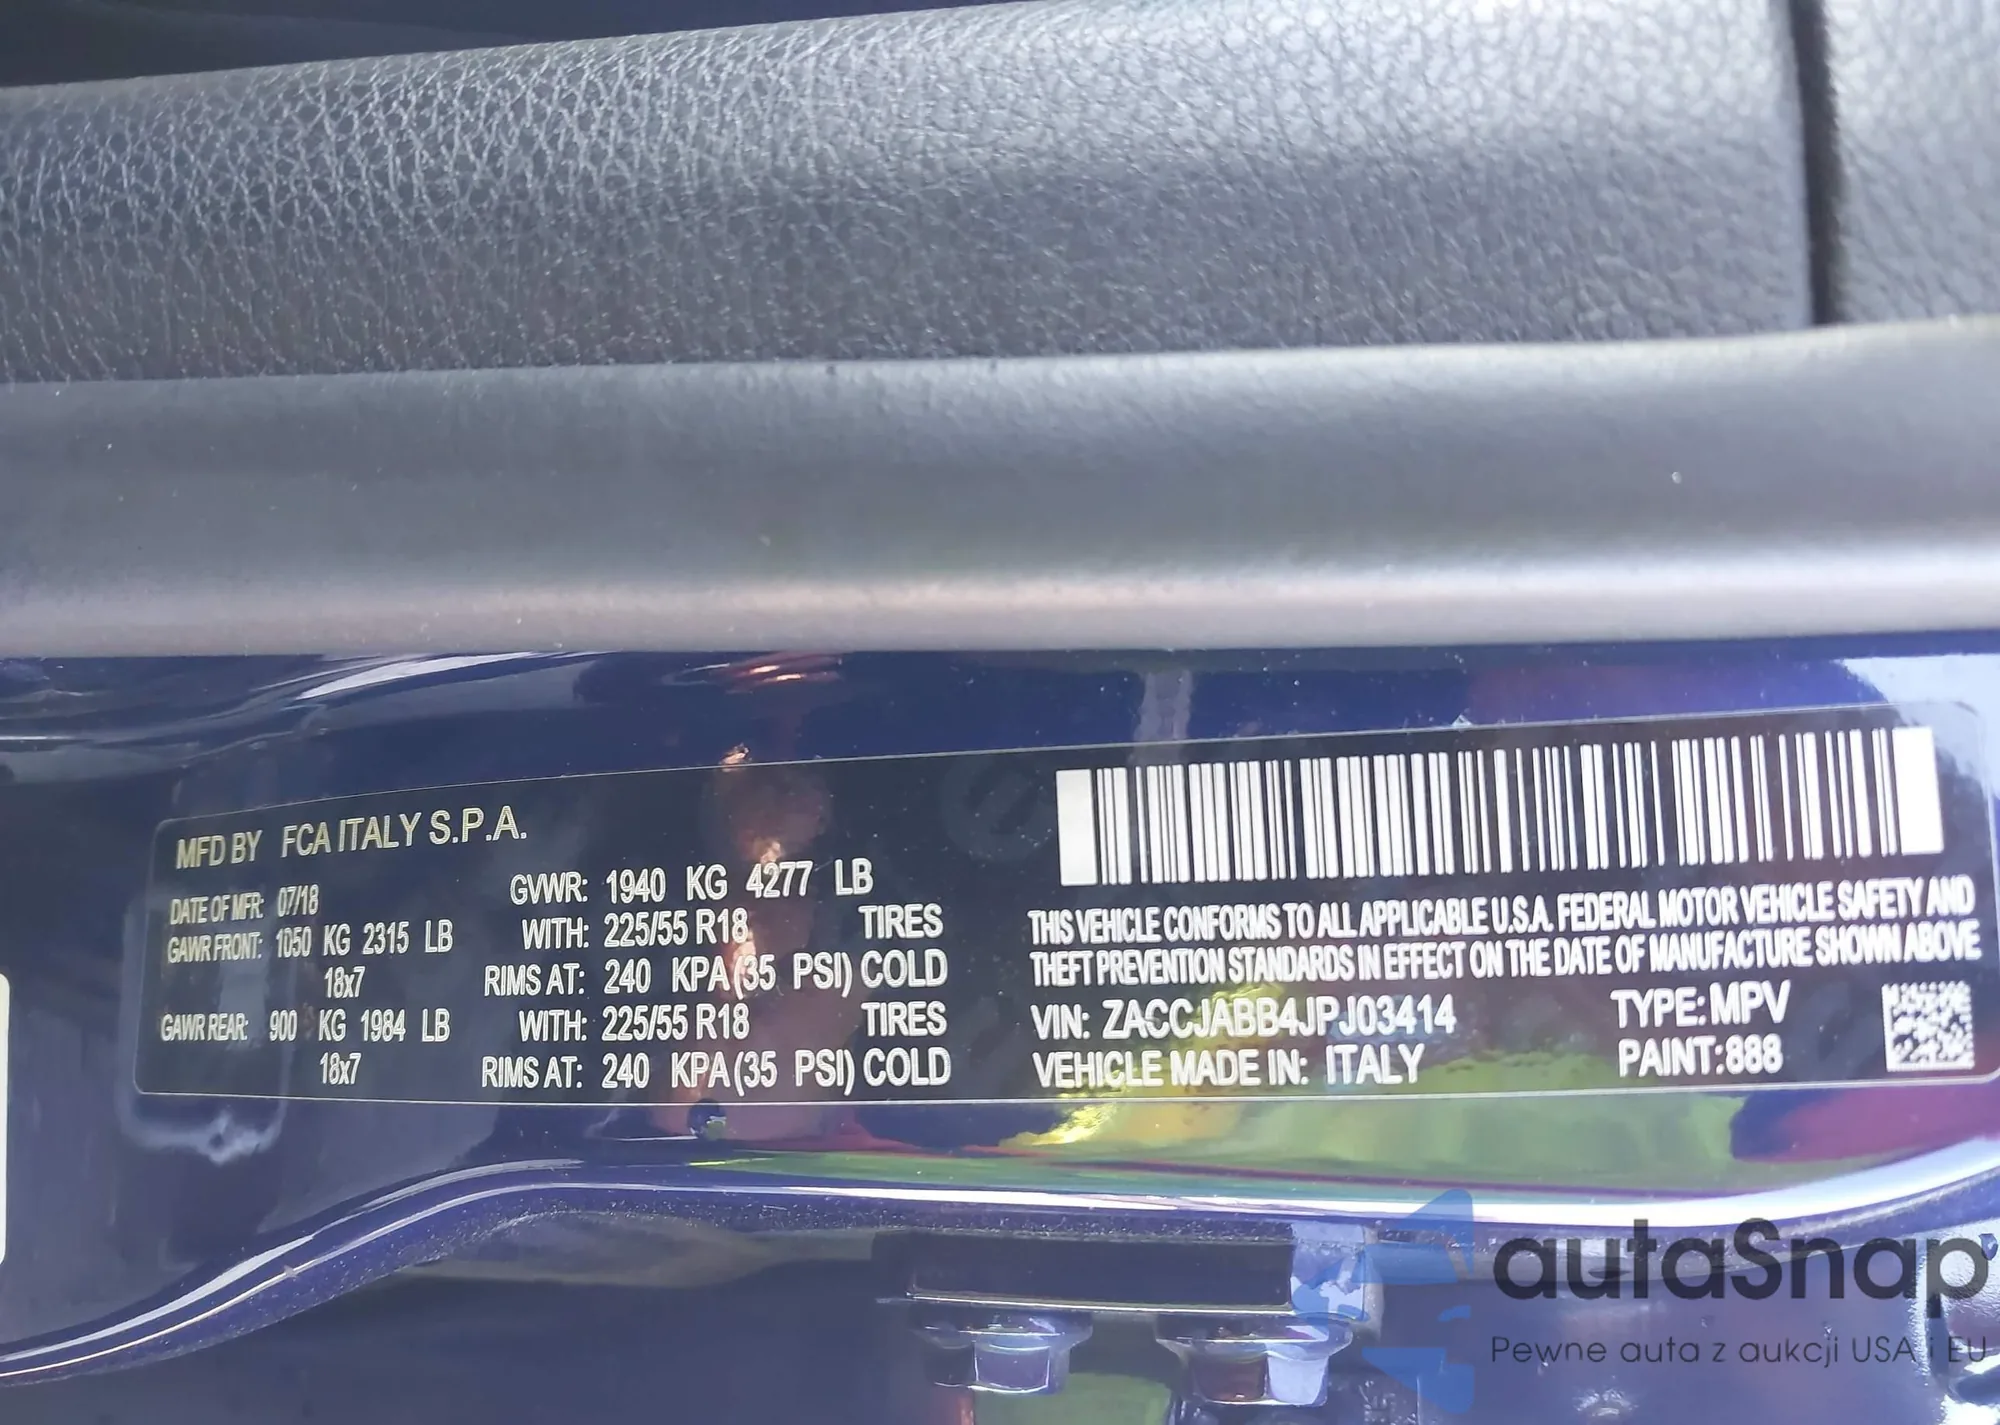 MFD BY FCA ITALY S.P.A.
DATE OF MFR: 07/18 GVWR: 1940 KG 4277 LB
GAWR FRONT: 1050 KG 2315 LB WITH: 225/55 R18 TIRES
18x7 RIMS AT: 240 KPA (35 PSI) COLD
GAWR REAR: 900 KG 1984 LB WITH: 225/55 R18 TIRES
18x7 RIMS AT: 240 KPA (35 PSI) COLD
THIS VEHICLE CONFORMS TO ALL APPLICABLE U.S.A. FEDERAL MOTOR VEHICLE SAFETY AND
THEFT PREVENTION STANDARDS IN EFFECT ON THE DATE OF MANUFACTURE SHOWN ABOVE
VIN: ZACCJABB4JPJ03414 TYPE: MPV
VEHICLE MADE IN: ITALY PAINT: 888
autaSnap
Pewne auta z aukcji USA i EU